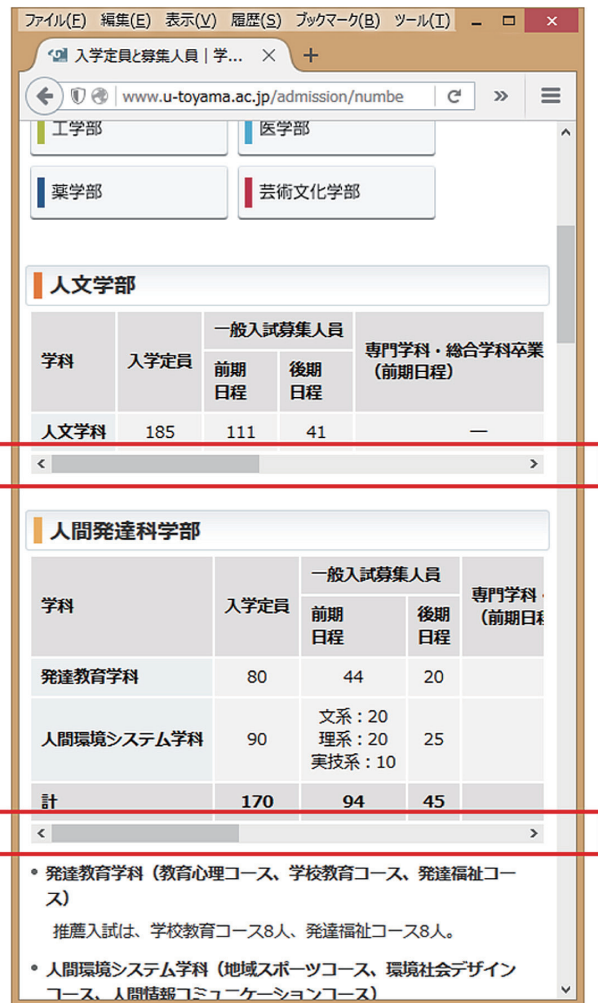 ファイル(F) 編集(E) 表示(V) 履歴(S) ブックマーク(B) ツール(T)
入学定員と募集人員 | 学...
www.u-toyama.ac.jp/admission/numbe
工学部 医学部
薬学部 芸術文化学部
人文学部
学科 入学定員 一般入試募集人員 専門学科・総合学科卒業
前期日程 後期日程 (前期日程)
人文学科 185 111 41 —
人間発達科学部
学科 入学定員 一般入試募集人員 専門学科・
前期日程 後期日程 (前期日程
発達教育学科 80 44 20
人間環境システム学科 90 文系:20 25
理系:20
実技系:10
計 170 94 45
• 発達教育学科(教育心理コース、学校教育コース、発達福祉コー
ス)
推薦入試は、学校教育コース8人、発達福祉コース8人。
• 人間環境システム学科(地域スポーツコース、環境社会デザイン
コース、人間情報コミュニケーションコース)